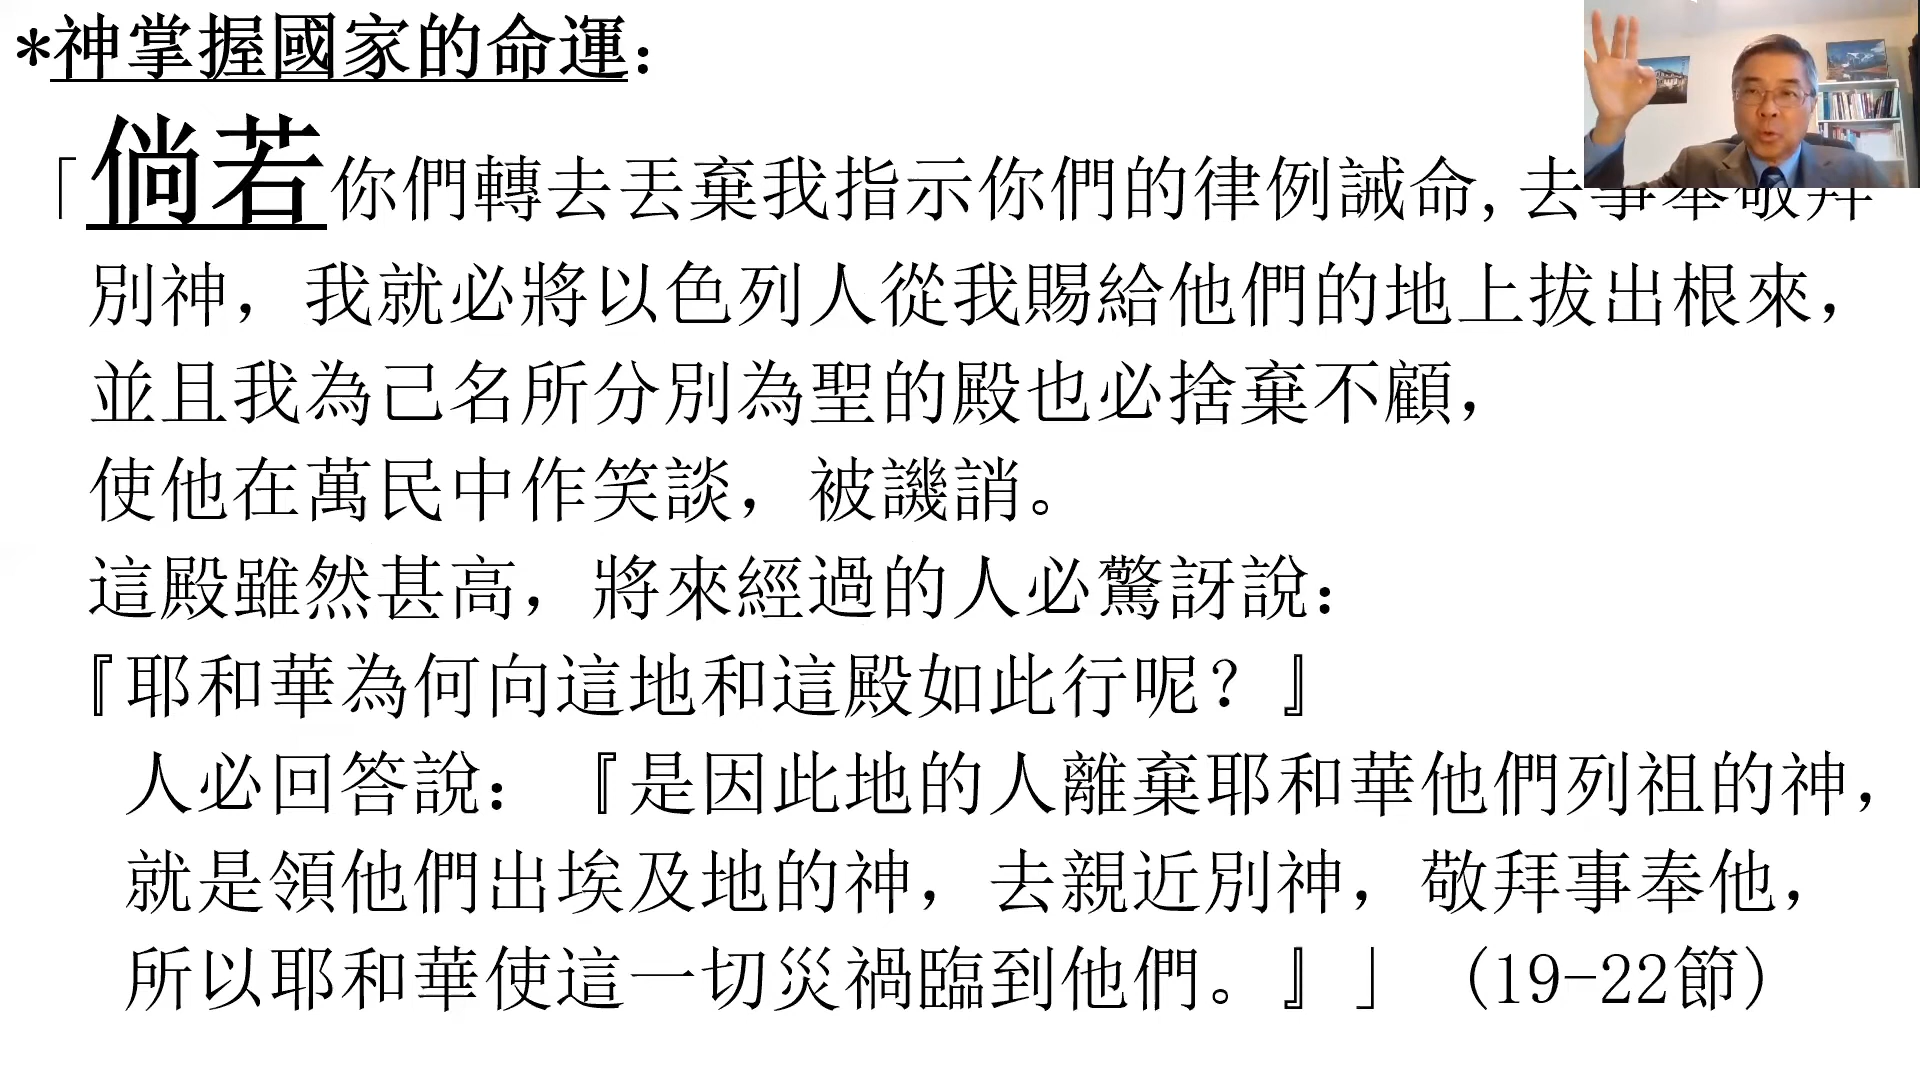 *神掌握國家的命運：
「倘若你們轉去丟棄我指示你們的律例誡命,去事奉敬拜
別神，我就必將以色列人從我賜給他們的地上拔出根來，
並且我為己名所分別為聖的殿也必捨棄不顧，
使他在萬民中作笑談，被譏誚。
這殿雖然甚高，將來經過的人必驚訝說：
『耶和華為何向這地和這殿如此行呢？』
人必回答說：『是因此地的人離棄耶和華他們列祖的神，
就是領他們出埃及地的神，去親近別神，敬拜事奉他，
所以耶和華使這一切災禍臨到他們。』」（19-22節）